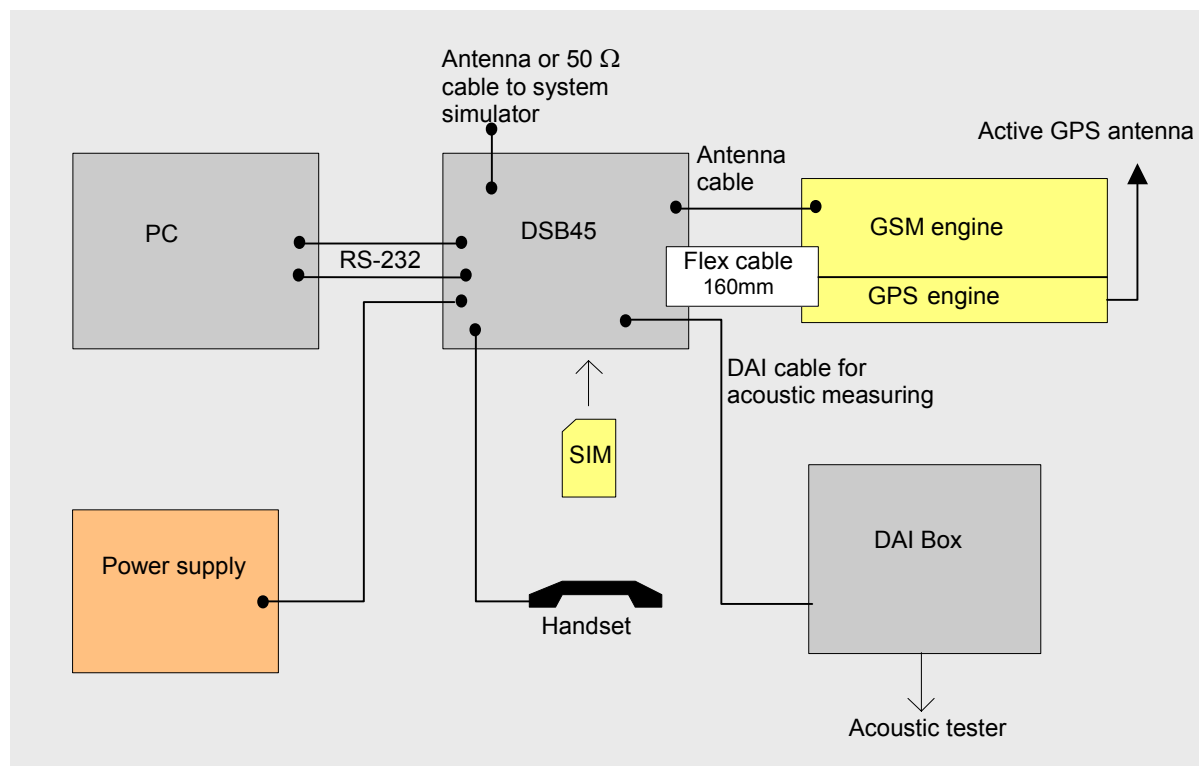 Antenna or 50 Ω
cable to system
simulator
Active GPS antenna
Antenna
cable
PC
DSB45
GSM engine
RS-232
Flex cable
160mm
GPS engine
DAI cable for
acoustic measuring
SIM
DAI Box
Power supply
Handset
Acoustic tester